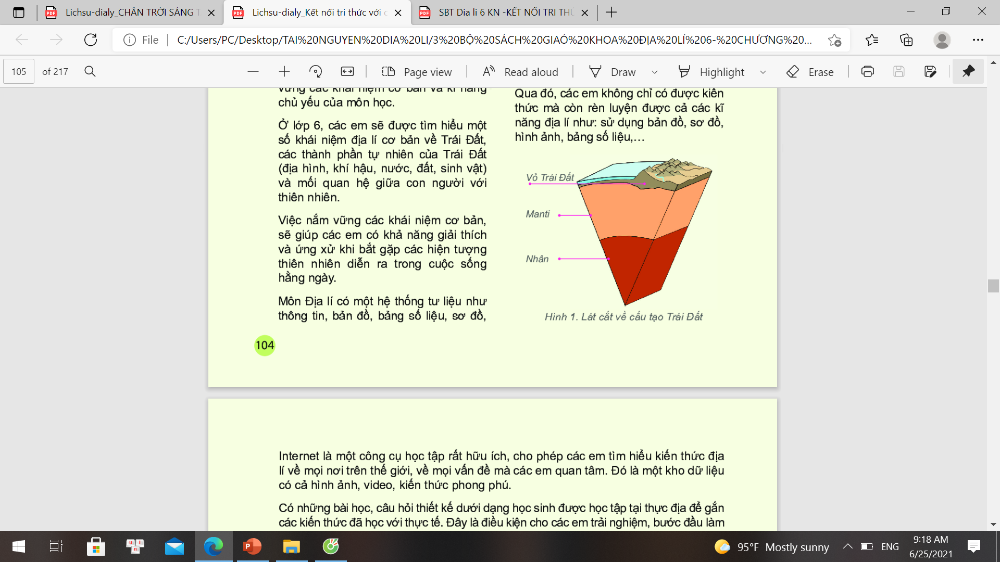 Lichsu-dialy_CHÂN TRỜI SÁNG T
Lichsu-dialy_Kết nối tri thức với c
SBT Dia li 6 KN -KẾT NỐI TRI THỨ
File
C:/Users/PC/Desktop/TAI%20NGUYEN%20DIA%20LI/3%20BỘ%20SÁCH%20GIAÓ%20KHOA%20ĐỊA%20LÍ%206-%20CHƯƠNG%20...
105 of 217
Page view
Read aloud
Draw
Highlight
Erase
vững các khái niệm cơ bản và kĩ năng
chủ yếu của môn học.
Ở lớp 6, các em sẽ được tìm hiểu một
số khái niệm địa lí cơ bản về Trái Đất,
các thành phần tự nhiên của Trái Đất
(địa hình, khí hậu, nước, đất, sinh vật)
và mối quan hệ giữa con người với
thiên nhiên.
Việc nắm vững các khái niệm cơ bản,
sẽ giúp các em có khả năng giải thích
và ứng xử khi bắt gặp các hiện tượng
thiên nhiên diễn ra trong cuộc sống
hằng ngày.
Môn Địa lí có một hệ thống tư liệu như
thông tin, bản đồ, bảng số liệu, sơ đồ,
104
Qua đó, các em không chỉ có được kiến
thức mà còn rèn luyện được cả các kĩ
năng địa lí như: sử dụng bản đồ, sơ đồ,
hình ảnh, bảng số liệu,…
Vỏ Trái Đất
Manti
Nhân
Hình 1. Lát cắt về cấu tạo Trái Đất
Internet là một công cụ học tập rất hữu ích, cho phép các em tìm hiểu kiến thức địa
lí về mọi nơi trên thế giới, về mọi vấn đề mà các em quan tâm. Đó là một kho dữ liệu
có cả hình ảnh, video, kiến thức phong phú.
Có những bài học, câu hỏi thiết kế dưới dạng học sinh được học tập tại thực địa để gắn
các kiến thức đã học với thực tế. Đây là điều kiện cho các em trải nghiệm, bước đầu làm
95°F Mostly sunny
ENG
9:18 AM
6/25/2021